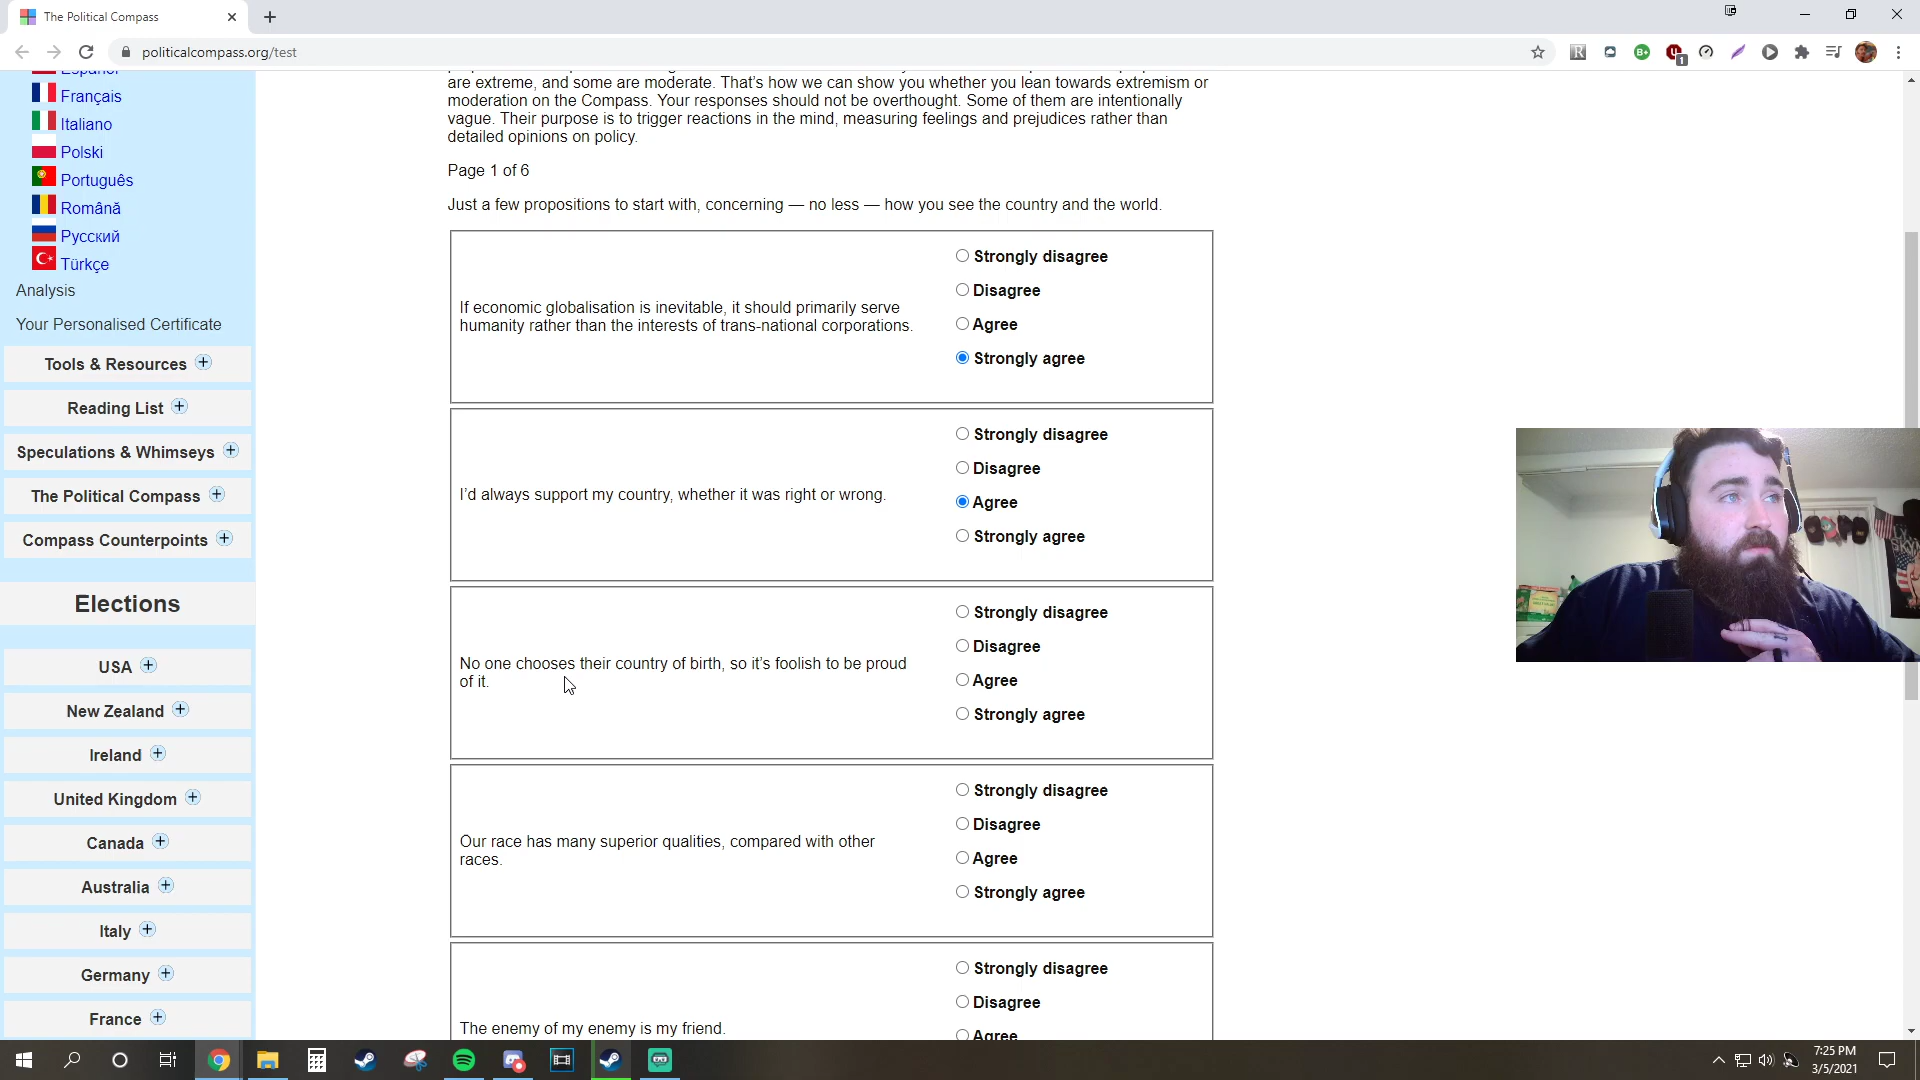 The Political Compass
politicalcompass.org/test
Español
Français
Italiano
Polski
Português
Română
Русский
Türkçe
Analysis
Your Personalised Certificate
Tools & Resources
Reading List
Speculations & Whimseys
The Political Compass
Compass Counterpoints
Elections
USA
New Zealand
Ireland
United Kingdom
Canada
Australia
Italy
Germany
France
are extreme, and some are moderate. That's how we can show you whether you lean towards extremism or
moderation on the Compass. Your responses should not be overthought. Some of them are intentionally
vague. Their purpose is to trigger reactions in the mind, measuring feelings and prejudices rather than
detailed opinions on policy.
Page 1 of 6
Just a few propositions to start with, concerning — no less — how you see the country and the world.
If economic globalisation is inevitable, it should primarily serve
humanity rather than the interests of trans-national corporations.
Strongly disagree
Disagree
Agree
Strongly agree
I'd always support my country, whether it was right or wrong.
Strongly disagree
Disagree
Agree
Strongly agree
No one chooses their country of birth, so it's foolish to be proud
of it.
Strongly disagree
Disagree
Agree
Strongly agree
Our race has many superior qualities, compared with other
races.
Strongly disagree
Disagree
Agree
Strongly agree
The enemy of my enemy is my friend.
Strongly disagree
Disagree
Agree
7:25 PM
3/5/2021